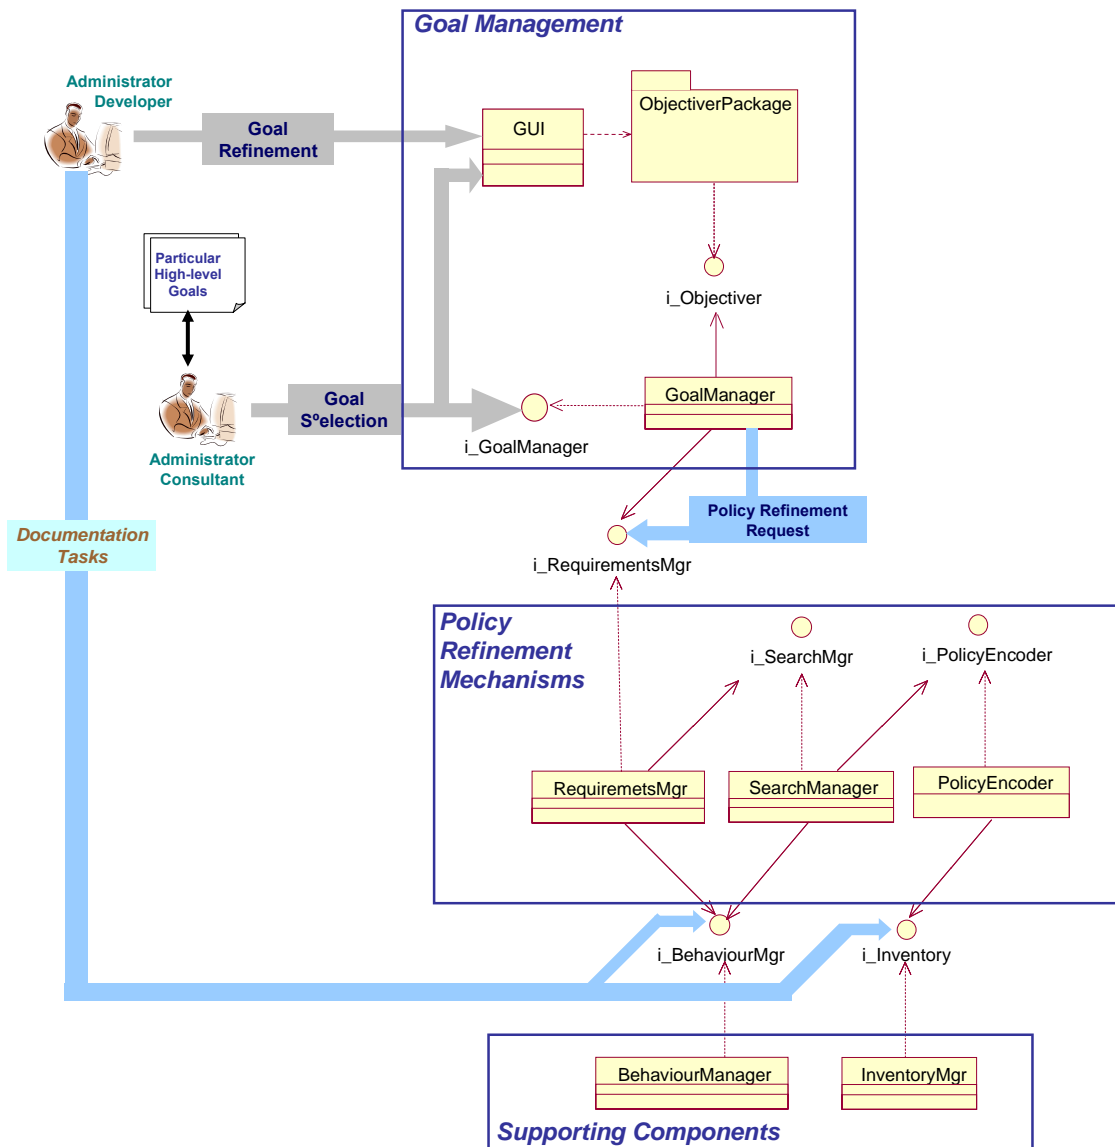 Goal Management
Administrator
Developer
Goal
Refinement
GUI
ObjectiverPackage
Particular
High-level
Goals
i_Objectiver
Goal
Sºelection
GoalManager
i_GoalManager
Administrator
Consultant
Policy Refinement
Request
Documentation
Tasks
i_RequirementsMgr
Policy
Refinement
Mechanisms
i_SearchMgr
i_PolicyEncoder
RequiremetsMgr
SearchManager
PolicyEncoder
i_BehaviourMgr
i_Inventory
BehaviourManager
InventoryMgr
Supporting Components